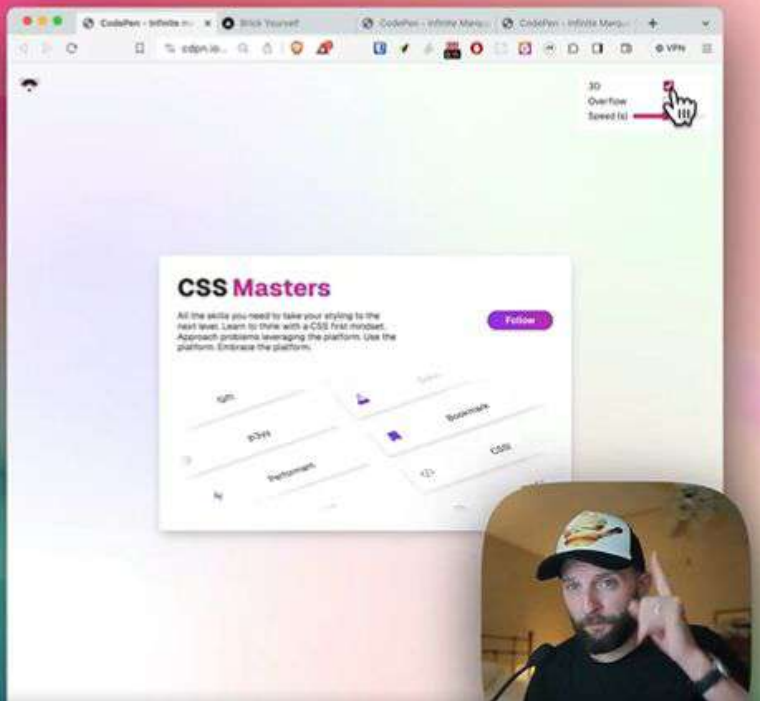 CodePen - Infinite m
Brick Yourself
CodePen - Infinite Marqu
CodePen - Infinite Marqu
cdpn.io
VPN
3D
Overflow
Speed (s)
CSS Masters
All the skills you need to take your styling to the
next level. Learn to think with a CSS first mindset.
Approach problems leveraging the platform. Use the
platform. Embrace the platform.
Follow
Gift
Bookmark
CSS!
Performant